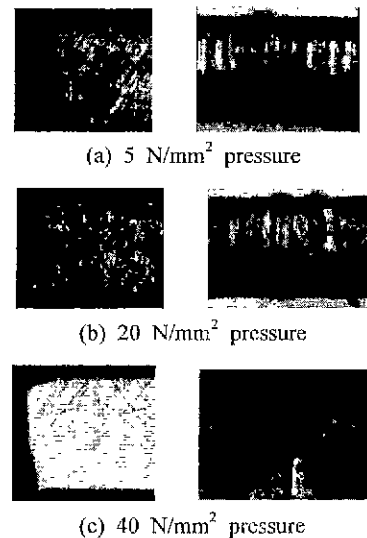 (a) 5 N/mm² pressure
(b) 20 N/mm² pressure
(c) 40 N/mm² pressure